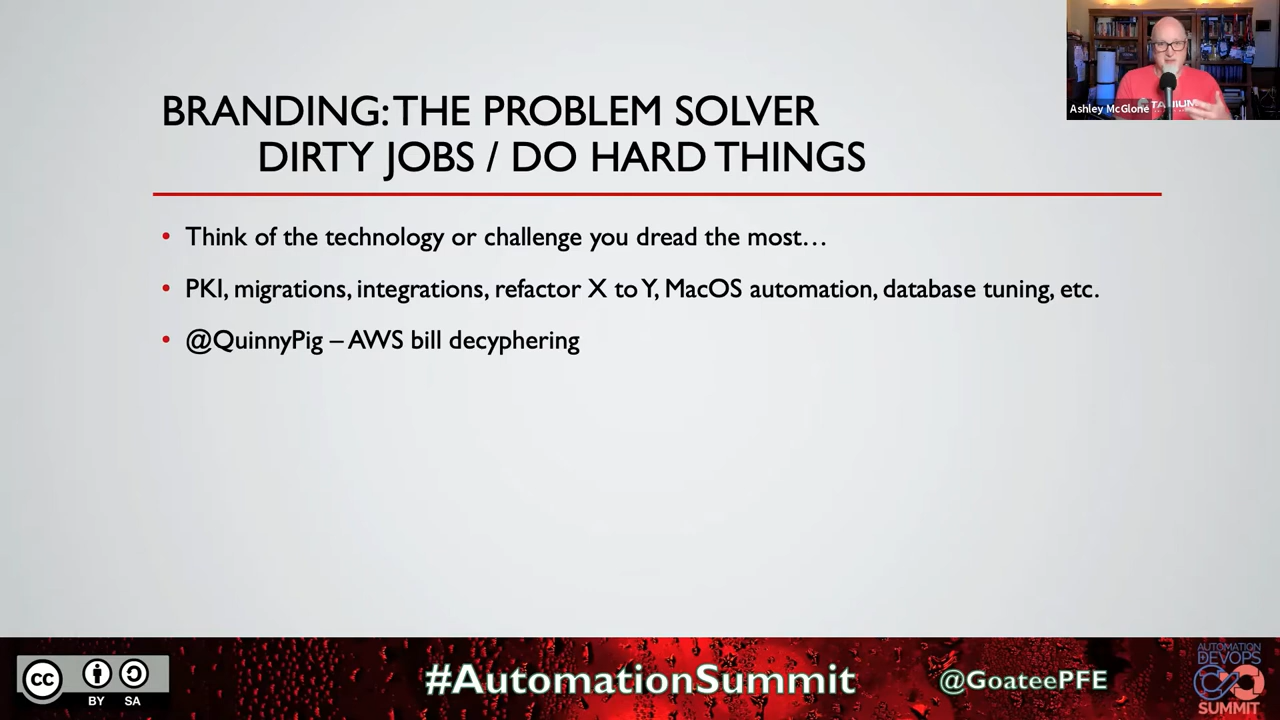 BRANDING: THE PROBLEM SOLVER
DIRTY JOBS / DO HARD THINGS
Ashley McGlone
TANIUM
• Think of the technology or challenge you dread the most…
• PKI, migrations, integrations, refactor X to Y, MacOS automation, database tuning, etc.
• @QuinnyPig – AWS bill decyphering
cc
BY SA
#AutomationSummit
@GoateePFE
AUTOMATION
DEVOPS
SUMMIT